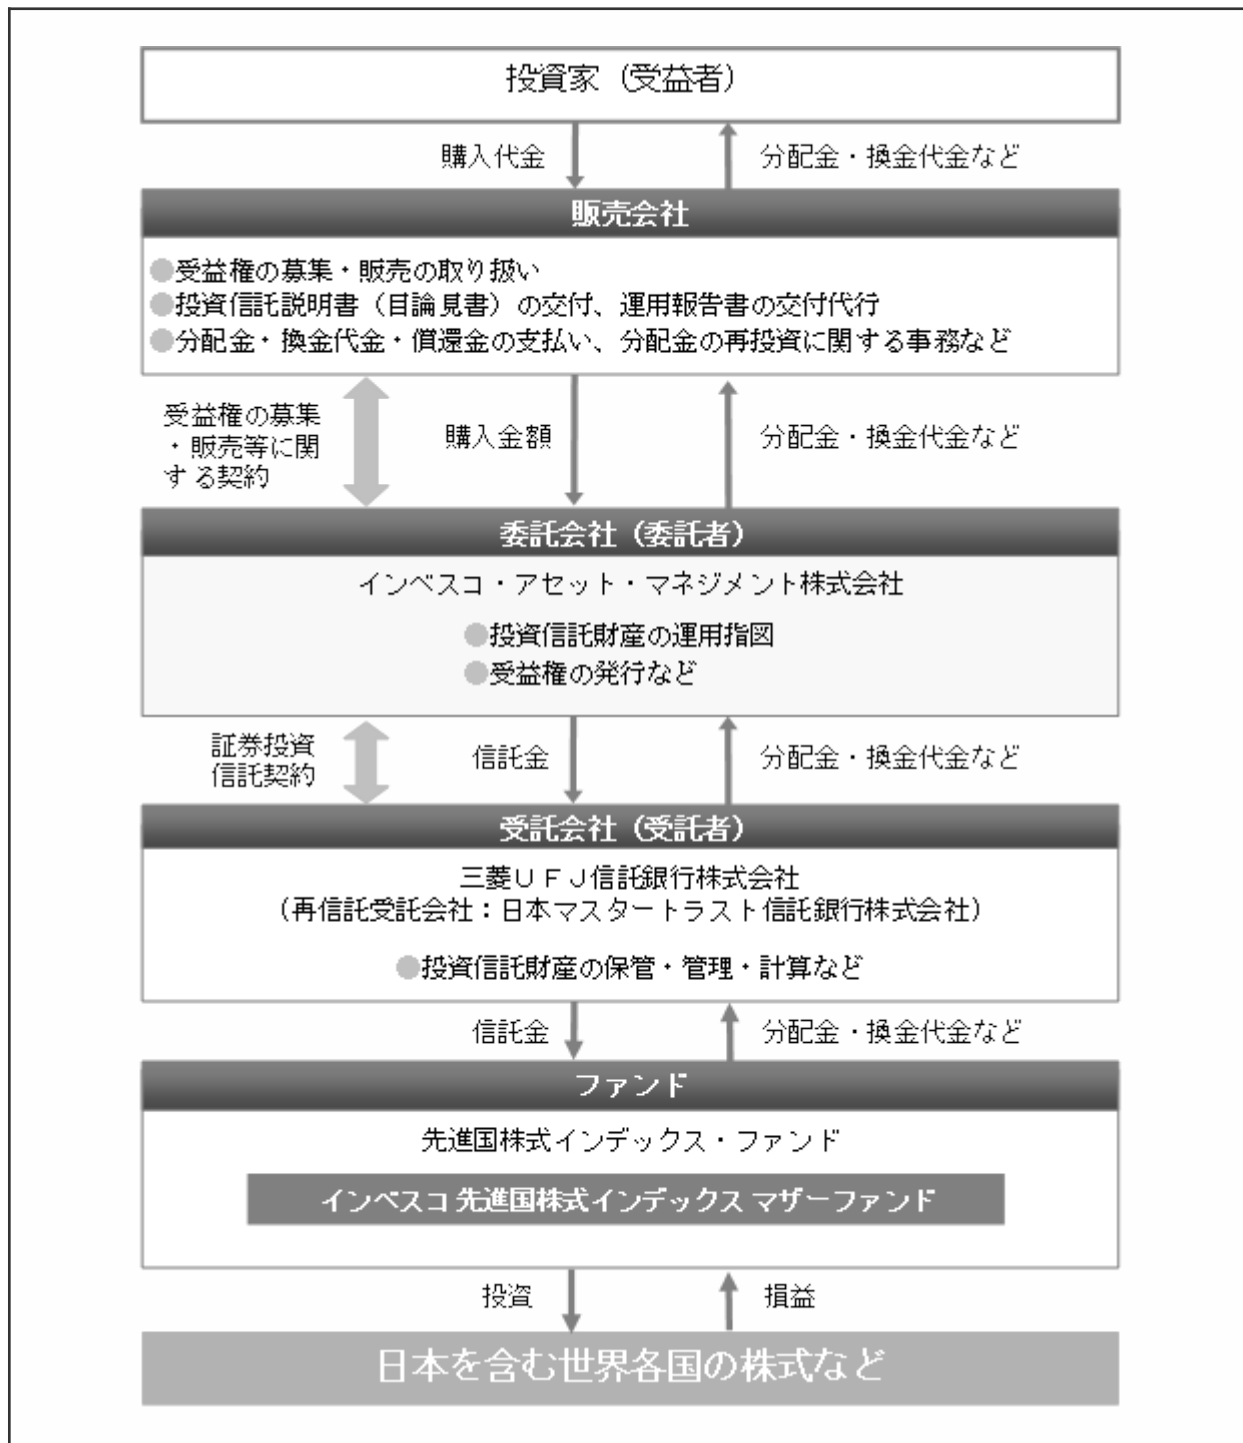 投資家（受益者）
購入代金
分配金・換金代金など
販売会社
●受益権の募集・販売の取り扱い
●投資信託説明書（目論見書）の交付、運用報告書の交付代行
●分配金・換金代金・償還金の支払い、分配金の再投資に関する事務など
受益権の募集
・販売等に関
する契約
購入金額
分配金・換金代金など
委託会社（委託者）
インベスコ・アセット・マネジメント株式会社
●投資信託財産の運用指図
●受益権の発行など
証券投資
信託契約
信託金
分配金・換金代金など
受託会社（受託者）
三菱ＵＦＪ信託銀行株式会社
（再信託受託会社：日本マスタートラスト信託銀行株式会社）
●投資信託財産の保管・管理・計算など
信託金
分配金・換金代金など
ファンド
先進国株式インデックス・ファンド
インベスコ 先進国株式インデックス マザーファンド
投資
損益
日本を含む世界各国の株式など